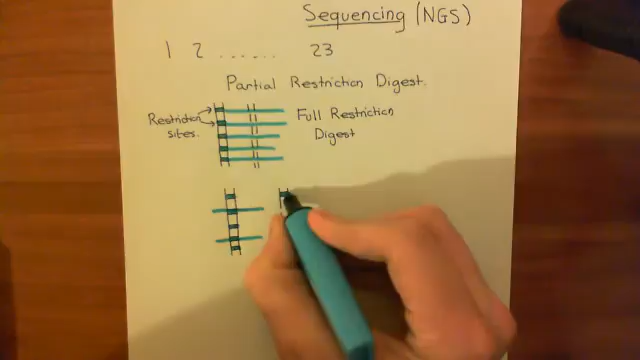 Sequencing (NGS)
1 2 ....... 23
Partial Restriction Digest.
Restriction sites.
Full Restriction
Digest